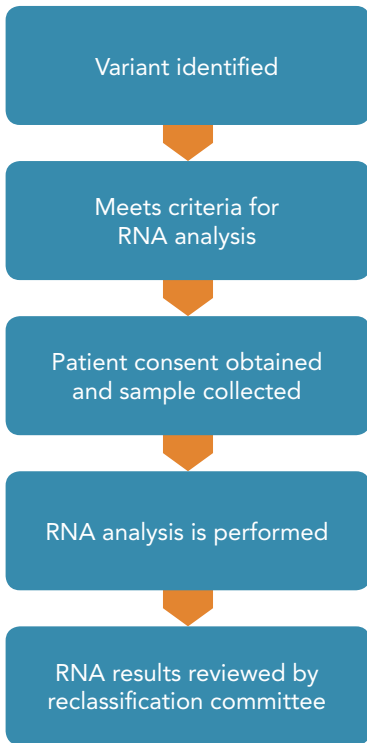 Variant identified
Meets criteria for
RNA analysis
Patient consent obtained
and sample collected
RNA analysis is performed
RNA results reviewed by
reclassification committee